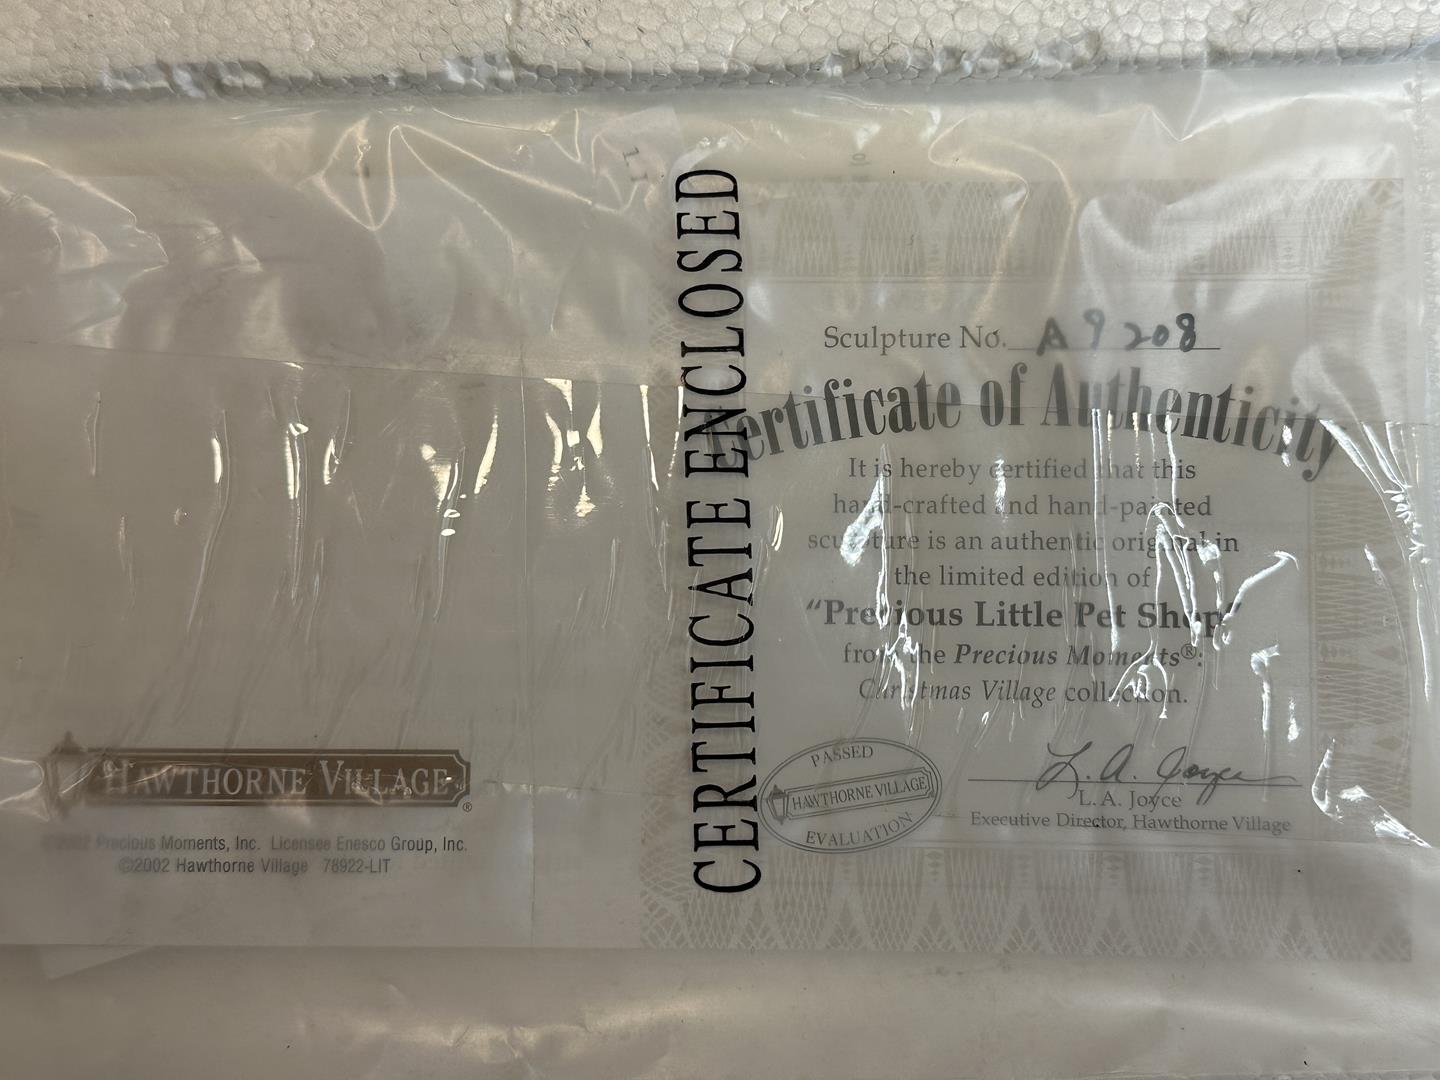 CERTIFICATE ENCLOSED
Sculpture No. A9208
Certificate of Authenticity
It is hereby certified that this
hand-crafted and hand-painted
sculpture is an authentic original in
the limited edition of
“Precious Little Pet Shop”
from the Precious Moments®:
Christmas Village collection.
PASSED
HAWTHORNE VILLAGE
EVALUATION
L. A. Joyce
L. A. Joyce
Executive Director, Hawthorne Village
HAWTHORNE VILLAGE®
©2002 Precious Moments, Inc. Licensee Enesco Group, Inc.
©2002 Hawthorne Village 78922-LIT